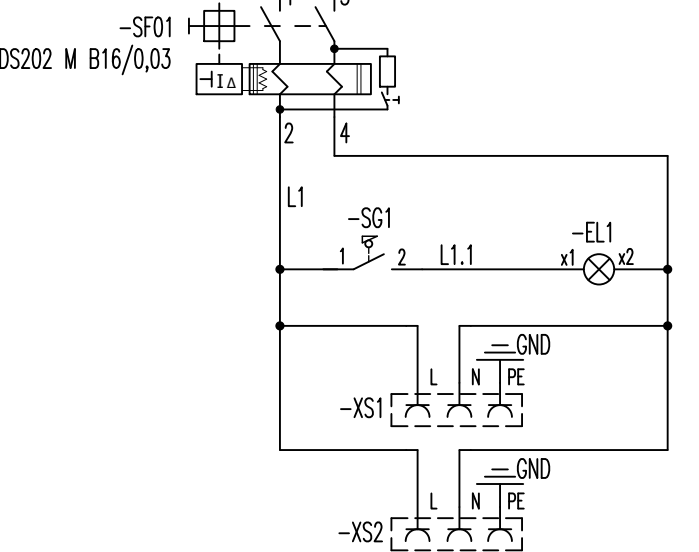 -SF01
DS202 M B16/0,03
I Δ
2 4
L1
-SG1
1 2 L1.1
-EL1
x1 x2
GND
L N PE
-XS1
GND
L N PE
-XS2